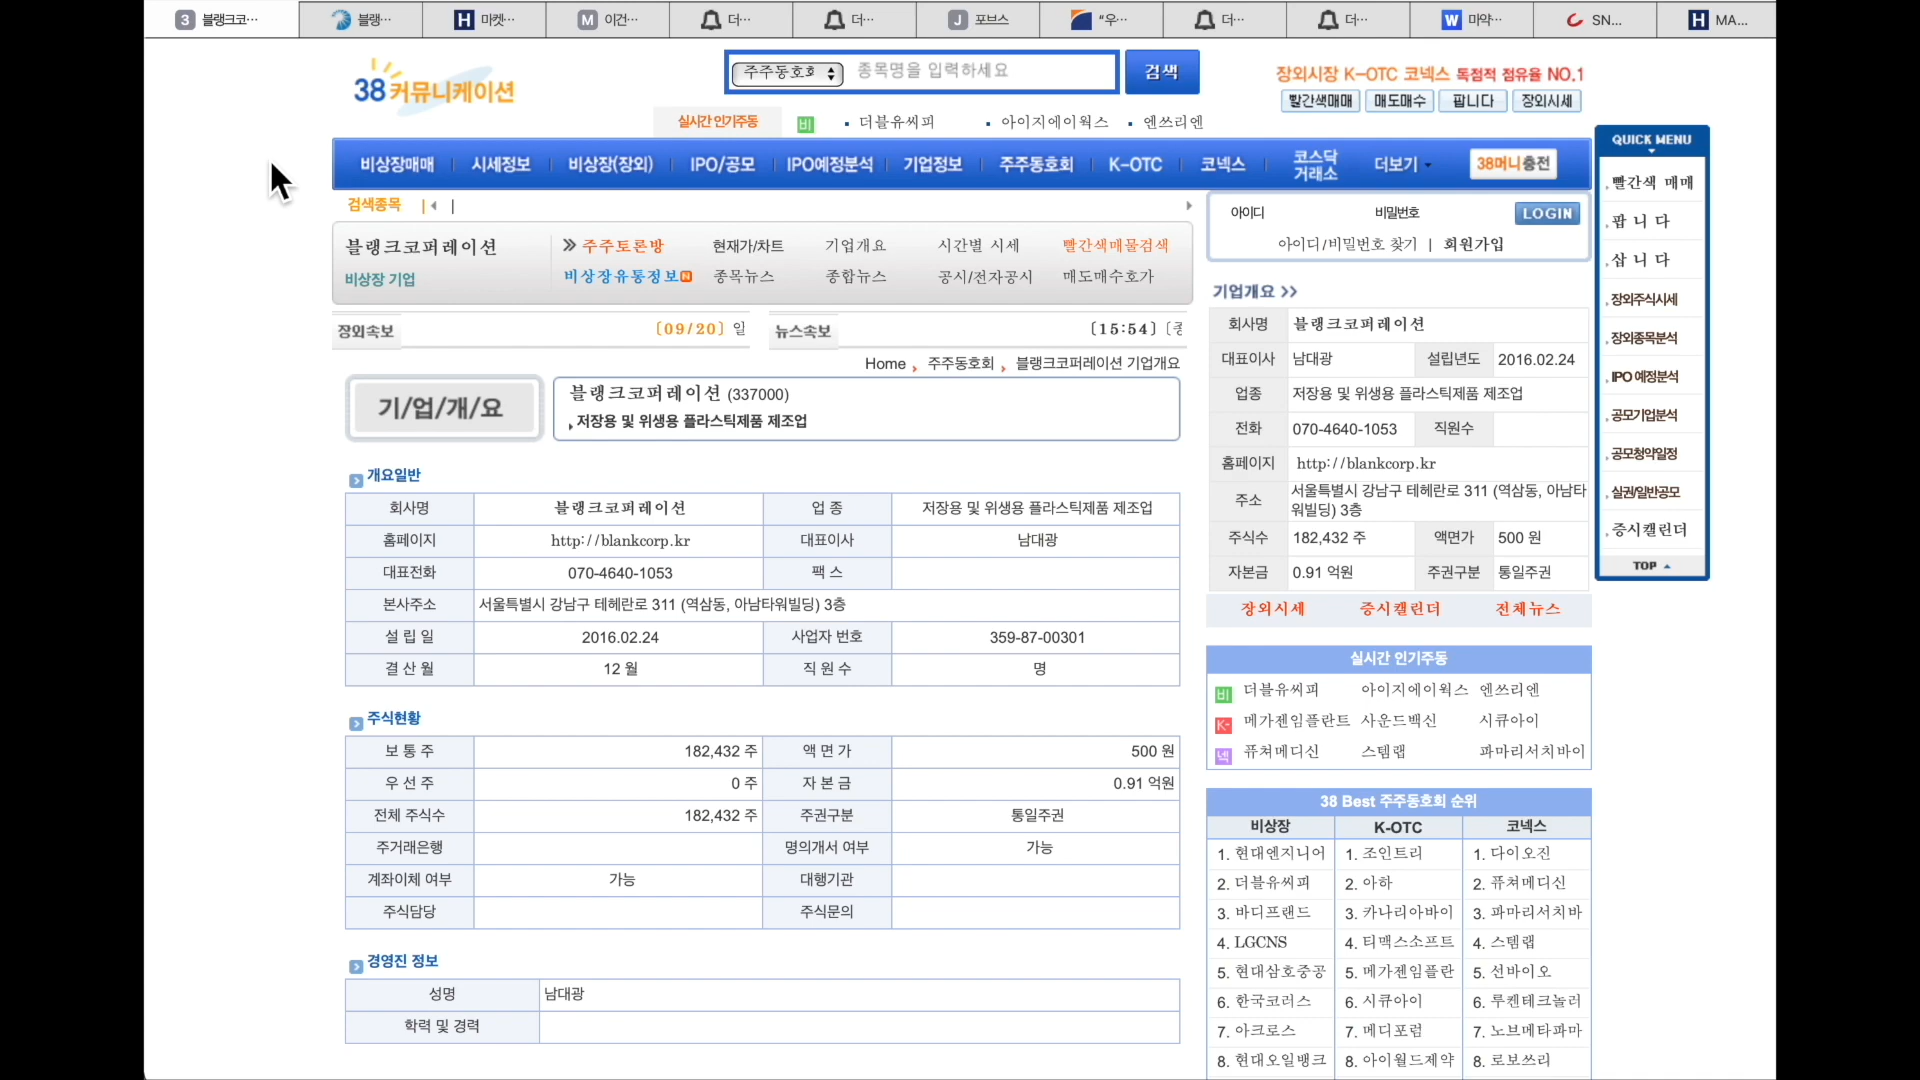 3 블랭크코…
블랭…
H 마켓…
M 이건…
더…
더…
J 포브스
“우…
더…
더…
W 마약…
SN...
H MA...
38커뮤니케이션
주주동호회 종목명을 입력하세요 검색
장외시장 K-OTC 코넥스 독점적 점유율 NO.1
빨간색매매 매도매수 팝니다 장외시세
실시간 인기주동 비 더블유씨피 아이지에이웍스 엔쓰리엔
비상장매매 시세정보 비상장(장외) IPO/공모 IPO예정분석 기업정보 주주동호회 K-OTC 코넥스 코스닥 거래소 더보기 38머니충전
검색종목
블랭크코퍼레이션 주주토론방 현재가/차트 기업개요 시간별 시세 빨간색매물검색
비상장 기업 비상장유통정보 종목뉴스 종합뉴스 공시/전자공시 매도매수호가
장외속보 [09/20] 일 뉴스속보 [15:54]
Home 주주동호회 블랭크코퍼레이션 기업개요
기/업/개/요
블랭크코퍼레이션 (337000)
저장용 및 위생용 플라스틱제품 제조업
개요일반
회사명 블랭크코퍼레이션 업 종 저장용 및 위생용 플라스틱제품 제조업
홈페이지 http://blankcorp.kr 대표이사 남대광
대표전화 070-4640-1053 팩 스
본사주소 서울특별시 강남구 테헤란로 311 (역삼동, 아남타워빌딩) 3층
설 립 일 2016.02.24 사업자 번호 359-87-00301
결 산 월 12 월 직 원 수 명
주식현황
보 통 주 182,432 주 액 면 가 500 원
우 선 주 0 주 자 본 금 0.91 억원
전체 주식수 182,432 주 주권구분 통일주권
주거래은행 명의개서 여부 가능
계좌이체 여부 가능 대행기관
주식담당 주식문의
경영진 정보
성명 남대광
학력 및 경력
아이디 비밀번호 LOGIN
아이디/비밀번호 찾기 | 회원가입
기업개요 >>
회사명 블랭크코퍼레이션
대표이사 남대광 설립년도 2016.02.24
업종 저장용 및 위생용 플라스틱제품 제조업
전화 070-4640-1053 직원수
홈페이지 http://blankcorp.kr
주소 서울특별시 강남구 테헤란로 311 (역삼동, 아남타
워빌딩) 3층
주식수 182,432 주 액면가 500 원
자본금 0.91 억원 주권구분 통일주권
장외시세 증시캘린더 전체뉴스
실시간 인기주동
비 더블유씨피 아이지에이웍스 엔쓰리엔
K- 메가젠임플란트 사운드백신 시큐아이
넥 퓨쳐메디신 스템랩 파마리서치바이
38 Best 주주동호회 순위
비상장 K-OTC 코넥스
1. 현대엔지니어 1. 조인트리 1. 다이오진
2. 더블유씨피 2. 아하 2. 퓨쳐메디신
3. 바디프랜드 3. 카나리아바이 3. 파마리서치바
4. LGCNS 4. 티맥스소프트 4. 스템랩
5. 현대삼호중공 5. 메가젠임플란 5. 선바이오
6. 한국코러스 6. 시큐아이 6. 루켄테크놀러
7. 아크로스 7. 메디포럼 7. 노브메타파마
8. 현대오일뱅크 8. 아이월드제약 8. 로보쓰리
QUICK MENU
빨간색 매매
팝 니 다
삽 니 다
장외주식시세
장외종목분석
IPO 예정분석
공모기업분석
공모청약일정
실권/일반공모
증시캘린더
TOP